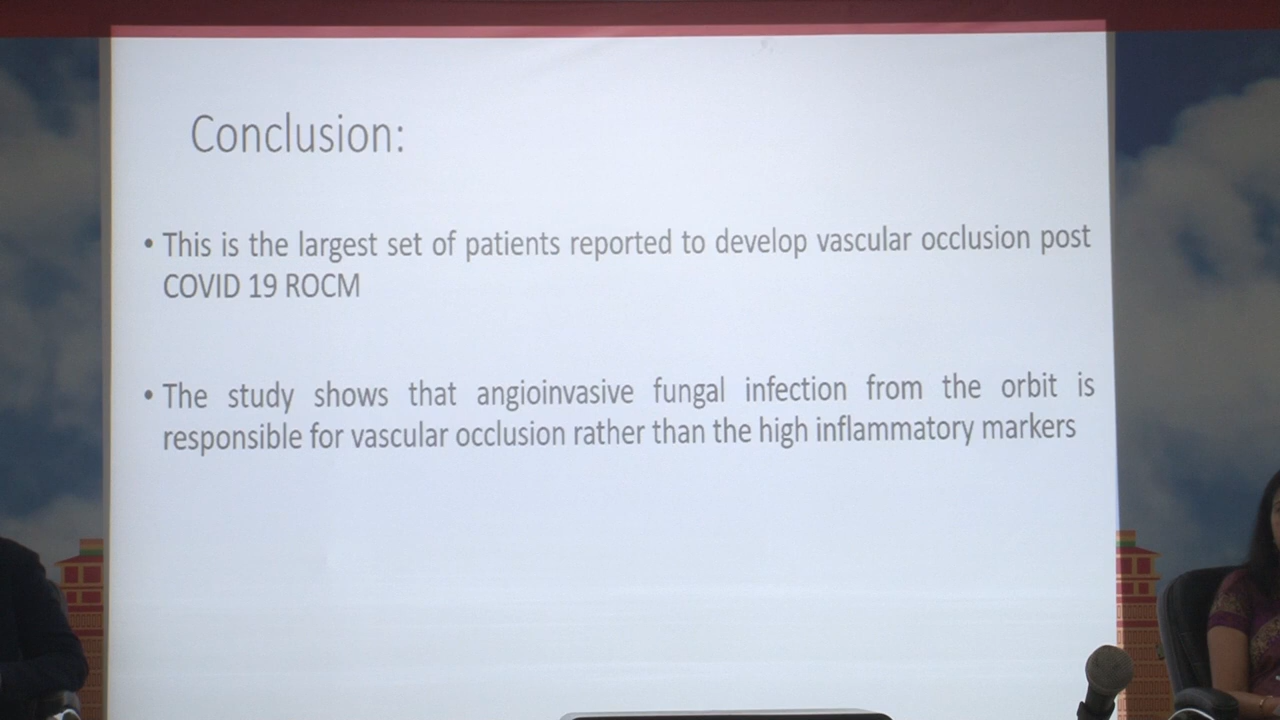 Conclusion:
• This is the largest set of patients reported to develop vascular occlusion post
COVID 19 ROCM
• The study shows that angioinvasive fungal infection from the orbit is
responsible for vascular occlusion rather than the high inflammatory markers